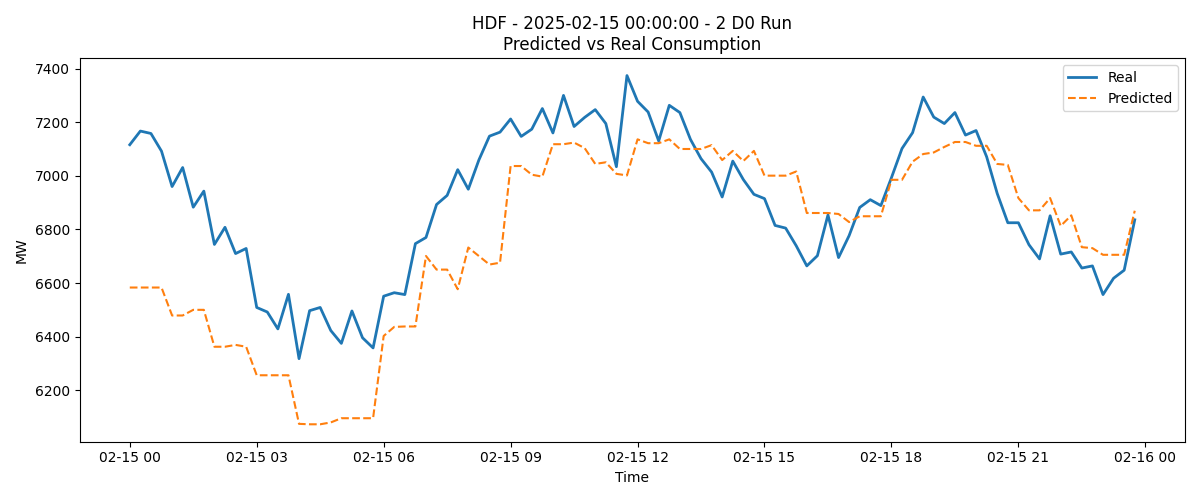 HDF - 2025-02-15 00:00:00 - 2 D0 Run
Predicted vs Real Consumption
Real
Predicted
7400
7200
7000
6800
6600
6400
6200
MW
02-15 00
02-15 03
02-15 06
02-15 09
02-15 12
02-15 15
02-15 18
02-15 21
02-16 00
Time